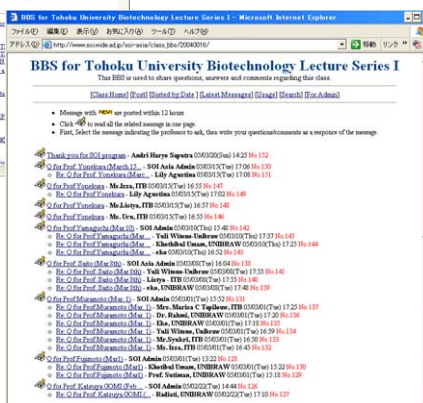 BBS for Tohoku University Biotechnology Lecture Series I - Microsoft Internet Explorer
ファイル(F) 編集(E) 表示(V) お気に入り(A) ツール(T) ヘルプ(H)
アドレス(D) http://www.soi.wide.ad.jp/soi-asia/class_bbs/20040016/ 移動 リンク »
BBS for Tohoku University Biotechnology Lecture Series I
This BBS is used to share questions, answers and comments regarding this class.
[Class Home] [Post] [Sorted by Date] [Latest Messages] [Usage] [Search] [For Admin]
• Message with NEW! are posted within 12 hours
• Click to read all the related message in one page.
• First, Select the message indicating the professor to ask, then write your questions/comments as a responce of the message.
Thank you for SOI program - Andri Haryo Saputra 05/03/20(Sun) 14:25 No.152
Q for Prof. Yonekura (March 15... - SOI Asia Admin 05/03/15(Tue) 17:06 No.150
Re: Q for Prof. Yonekura (Marc... - Lily Agustina 05/03/15(Tue) 17:08 No.151
Q for Prof Yonekura - Ms.Izza, ITB 05/03/15(Tue) 16:55 No.147
Re: Q for Prof Yonekura - Lily Agustina 05/03/15(Tue) 17:02 No.149
Q for Prof Yonekura - Ms.Listya, ITB 05/03/15(Tue) 16:57 No.148
Q for Prof Yonekura - Ms. Uru, ITB 05/03/15(Tue) 16:55 No.146
Q for Prof Yamaguchi (Mar 10) - SOI Admin 05/03/10(Thu) 15:48 No.142
Re: Q for Prof Yamaguchi (Mar... - Yuli Witono-Unibraw 05/03/10(Thu) 17:37 No.145
Re: Q for Prof Yamaguchi (Mar... - Khothibul Umam, UNIBRAW 05/03/10(Thu) 17:25 No.144
Re: Q for Prof Yamaguchi (Mar... - eko 05/03/10(Thu) 16:52 No.143
Q for Prof. Saito (Mar 8th) - SOI Asia Admin 05/03/08(Tue) 16:04 No.138
Re: Q for Prof. Saito (Mar 8th) - Yuli Witono-Unibraw 05/03/08(Tue) 17:55 No.141
Re: Q for Prof. Saito (Mar 8th) - Listya - ITB 05/03/08(Tue) 17:55 No.140
Re: Q for Prof. Saito (Mar 8th) - eko, UNIBRAW 05/03/08(Tue) 17:48 No.139
Q for Prof Muramoto (Mar. 1) - SOI Admin 05/03/01(Tue) 15:52 No.131
Re: Q for Prof Muramoto (Mar. 1) - Mrs. Marisa C Tapilouw, ITB 05/03/01(Tue) 17:25 No.137
Re: Q for Prof Muramoto (Mar. 1) - Dr. Rukmi, UNIBRAW 05/03/01(Tue) 17:20 No.136
Re: Q for Prof Muramoto (Mar. 1) - Eko, UNIBRAW 05/03/01(Tue) 17:18 No.135
Re: Q for Prof Muramoto (Mar. 1) - Yuli Witono, Unibraw 05/03/01(Tue) 16:59 No.134
Re: Q for Prof Muramoto (Mar. 1) - Mr.Syukri, ITB 05/03/01(Tue) 16:50 No.133
Re: Q for Prof Muramoto (Mar. 1) - Ms. Izza, ITB 05/03/01(Tue) 16:45 No.132
Q for Prof Fujimoto (Mar1) - SOI Admin 05/03/01(Tue) 13:22 No.128
Re: Q for Prof Fujimoto (Mar1) - Khotibul Umam, UNIBRAW 05/03/01(Tue) 15:22 No.130
Re: Q for Prof Fujimoto (Mar1) - Prof. Sutiman, UNIBRAW 05/03/01(Tue) 15:18 No.129
Q for Prof. Katsuya GOMI (Feb ... - SOI Admin 05/02/22(Tue) 14:44 No.126
Re: Q for Prof. Katsuya GOMI (... - Radiati, UNIBRAW 05/02/22(Tue) 17:10 No.127